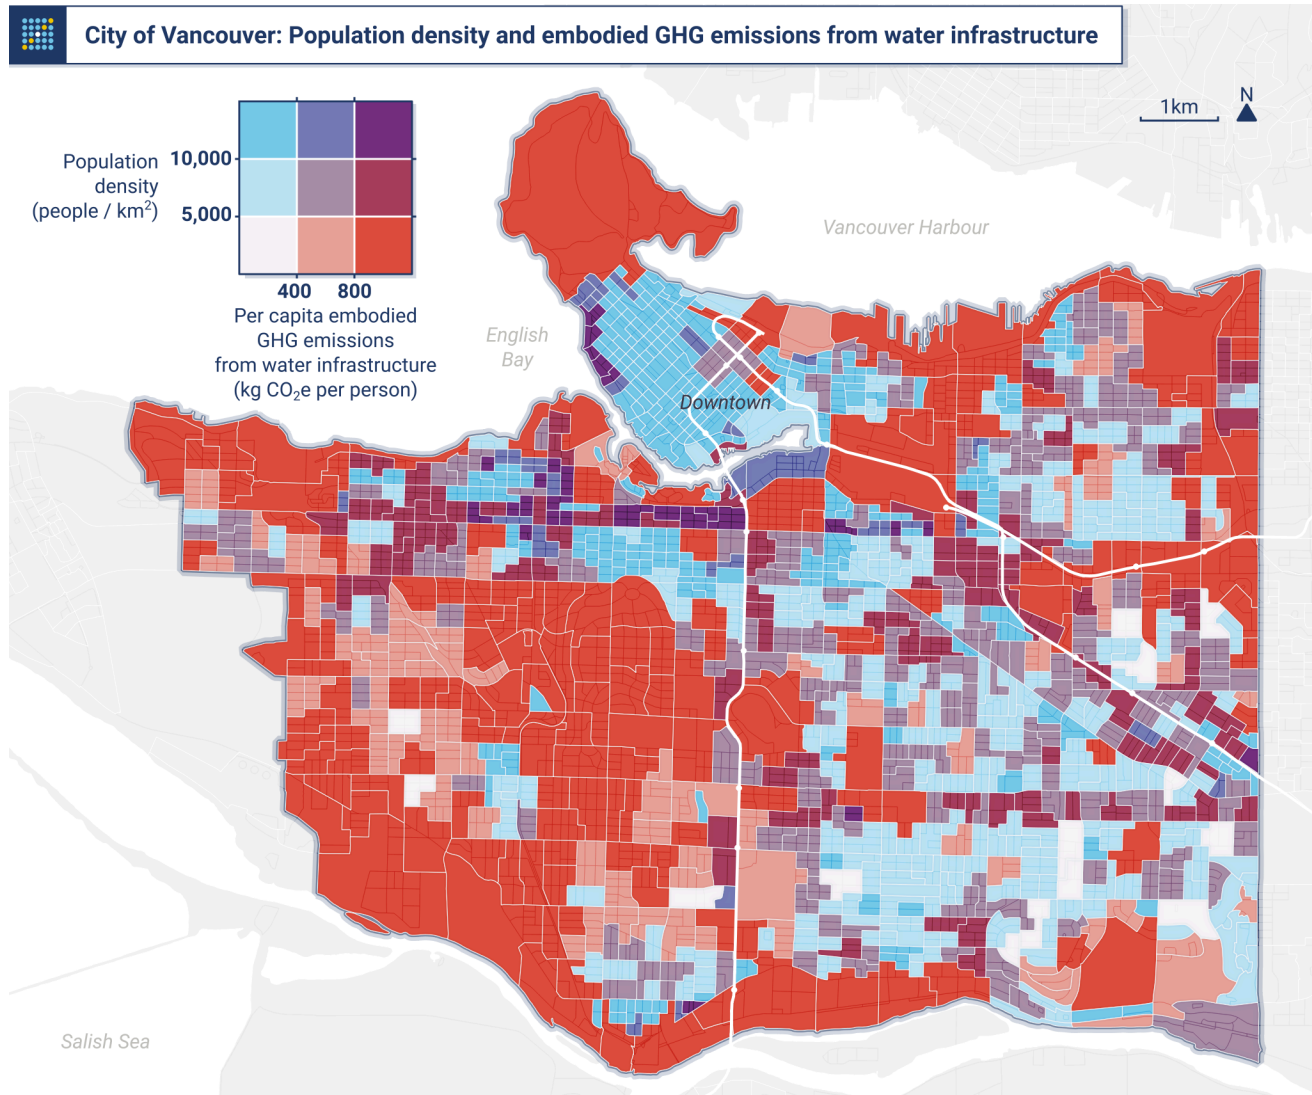 City of Vancouver: Population density and embodied GHG emissions from water infrastructure
1km
N
Population
density
(people / km²)
10,000
5,000
400 800
Per capita embodied
GHG emissions
from water infrastructure
(kg CO₂e per person)
Vancouver Harbour
English
Bay
Downtown
Salish Sea